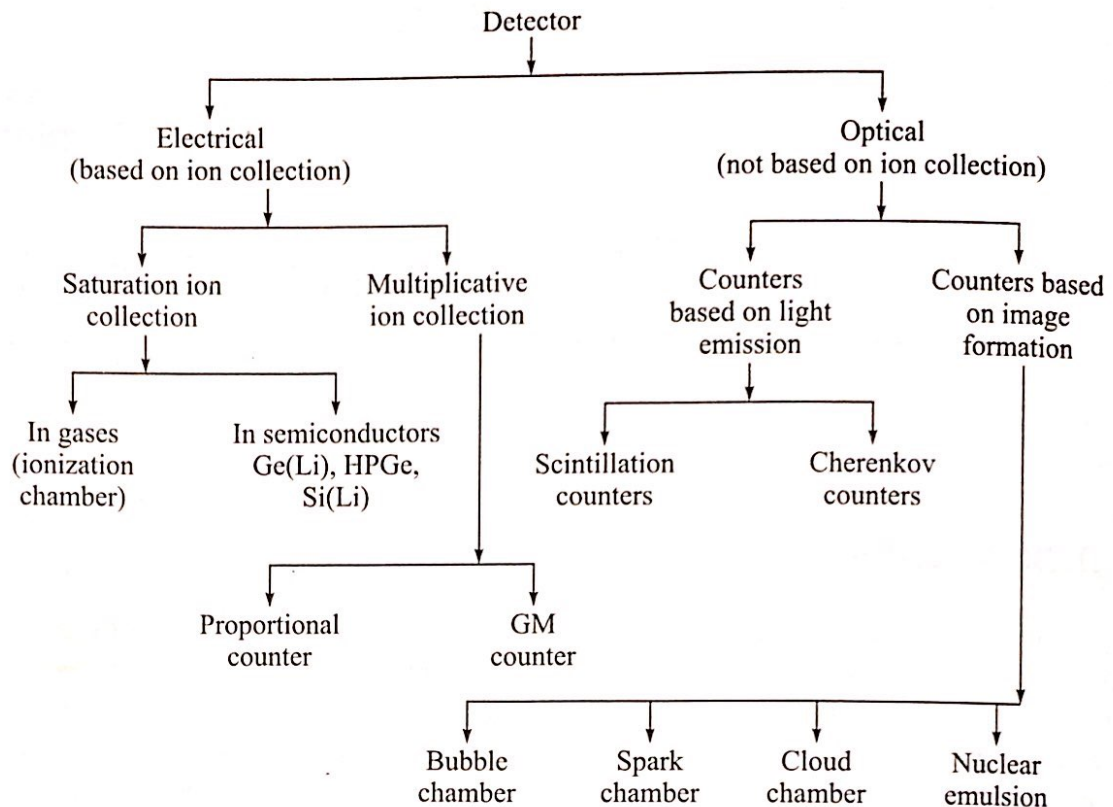 Detector
Electrical
(based on ion collection)
Optical
(not based on ion collection)
Saturation ion
collection
Multiplicative
ion collection
Counters
based on light
emission
Counters based
on image
formation
In gases
(ionization
chamber)
In semiconductors
Ge(Li), HPGe,
Si(Li)
Scintillation
counters
Cherenkov
counters
Proportional
counter
GM
counter
Bubble
chamber
Spark
chamber
Cloud
chamber
Nuclear
emulsion